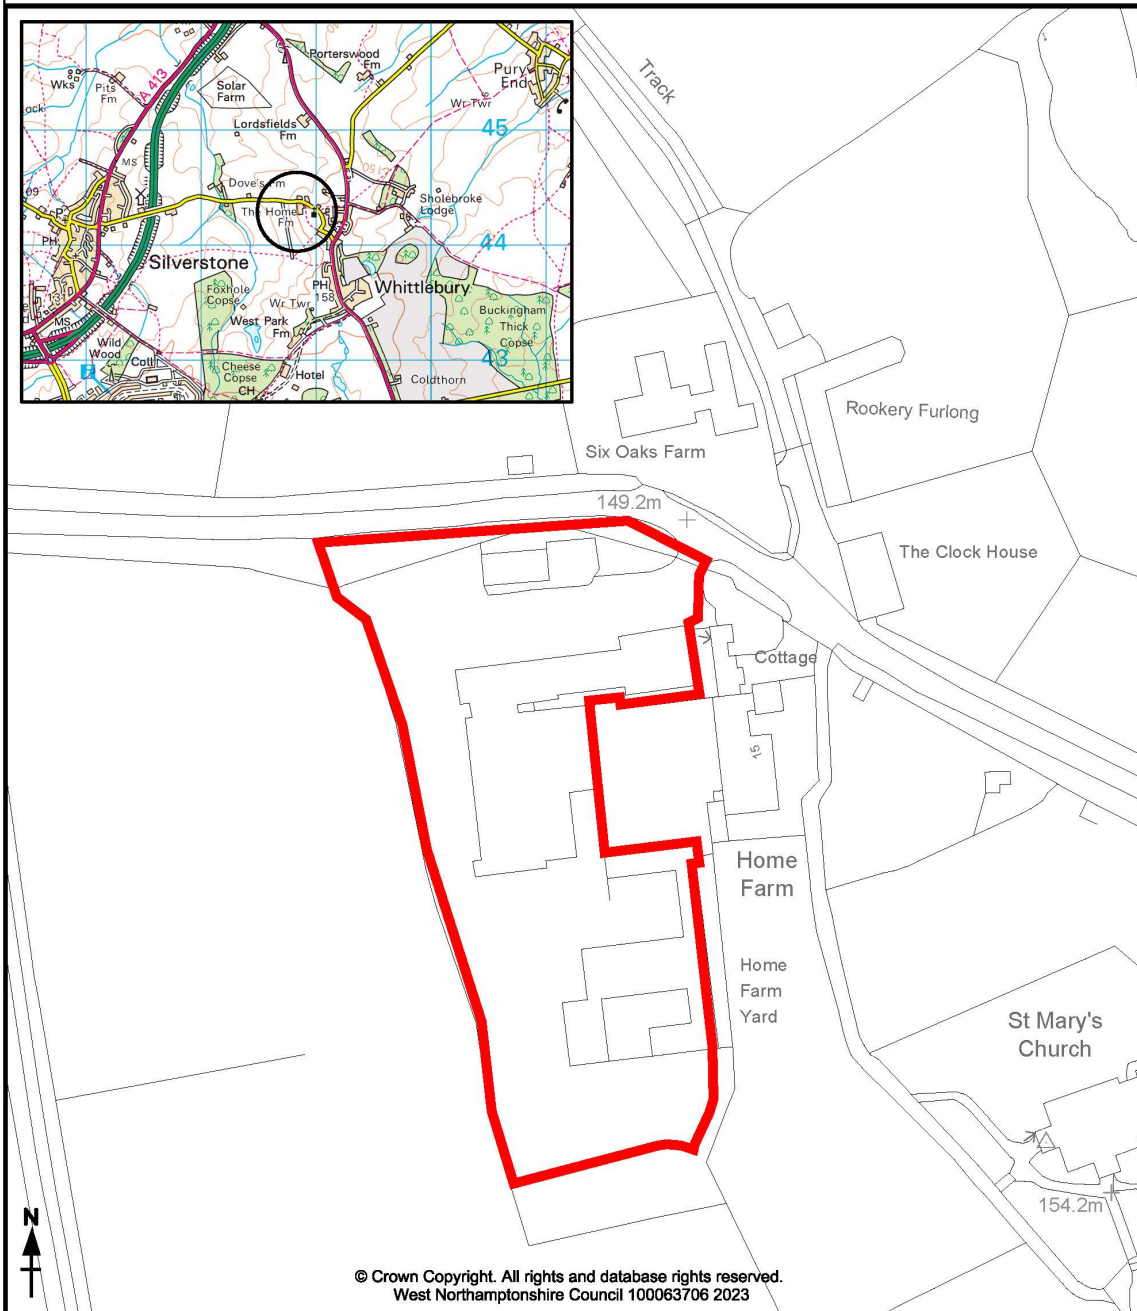 Porterswood
Fm
Pury
End
Wks
Pits
Fm
A 413
Solar
Farm
Wr Twr
ock
Lordsfields
Fm
45
MS
Dove's Fm
09
Sholebroke
Lodge
The Home
Fm
PH
44
Silverstone
Foxhole
Copse
PH
158
Whittlebury
Wr Twr
Buckingham
Thick
Copse
West Park
Fm
MS
Wild
Wood
Coll
43
Cheese
Copse
CH
Hotel
Coldthorn
Track
Rookery Furlong
Six Oaks Farm
149.2m
The Clock House
Cottage
15
Home
Farm
Home
Farm
Yard
St Mary's
Church
154.2m
N
© Crown Copyright. All rights and database rights reserved.
West Northamptonshire Council 100063706 2023